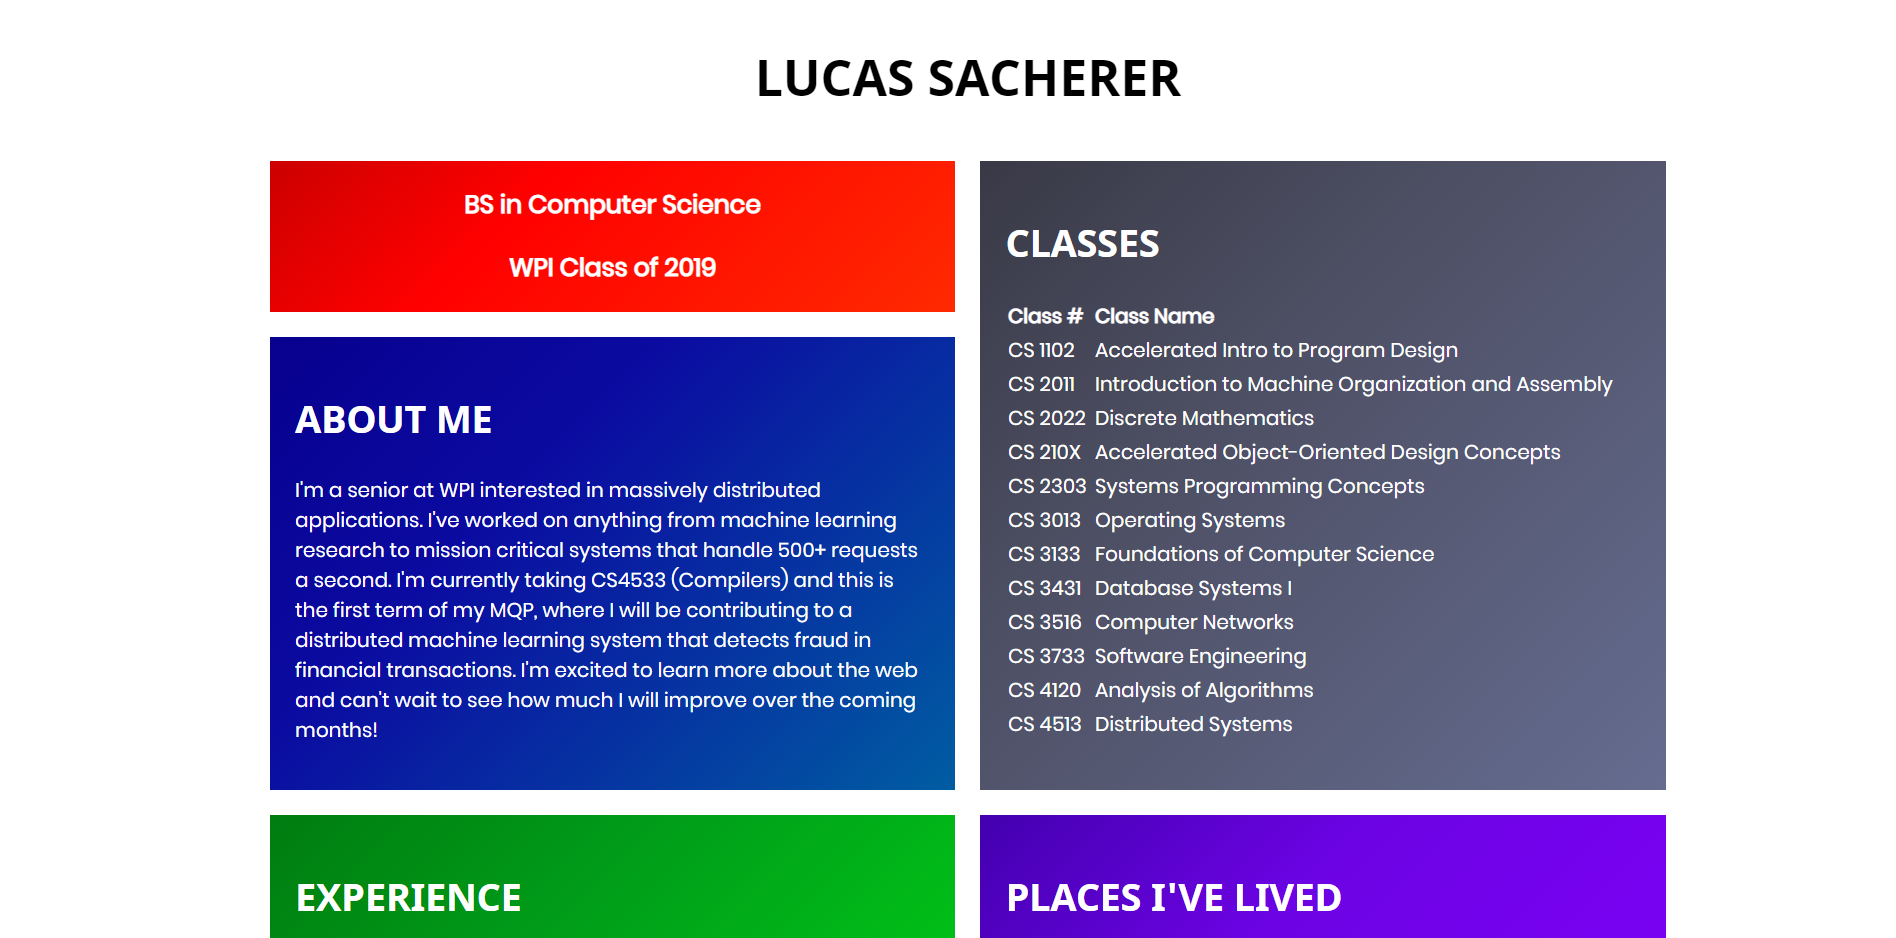 LUCAS SACHERER
BS in Computer Science
WPI Class of 2019
ABOUT ME
I'm a senior at WPI interested in massively distributed
applications. I've worked on anything from machine learning
research to mission critical systems that handle 500+ requests
a second. I'm currently taking CS4533 (Compilers) and this is
the first term of my MQP, where I will be contributing to a
distributed machine learning system that detects fraud in
financial transactions. I'm excited to learn more about the web
and can't wait to see how much I will improve over the coming
months!
CLASSES
Class # Class Name
CS 1102 Accelerated Intro to Program Design
CS 2011 Introduction to Machine Organization and Assembly
CS 2022 Discrete Mathematics
CS 210X Accelerated Object-Oriented Design Concepts
CS 2303 Systems Programming Concepts
CS 3013 Operating Systems
CS 3133 Foundations of Computer Science
CS 3431 Database Systems I
CS 3516 Computer Networks
CS 3733 Software Engineering
CS 4120 Analysis of Algorithms
CS 4513 Distributed Systems
EXPERIENCE
PLACES I'VE LIVED